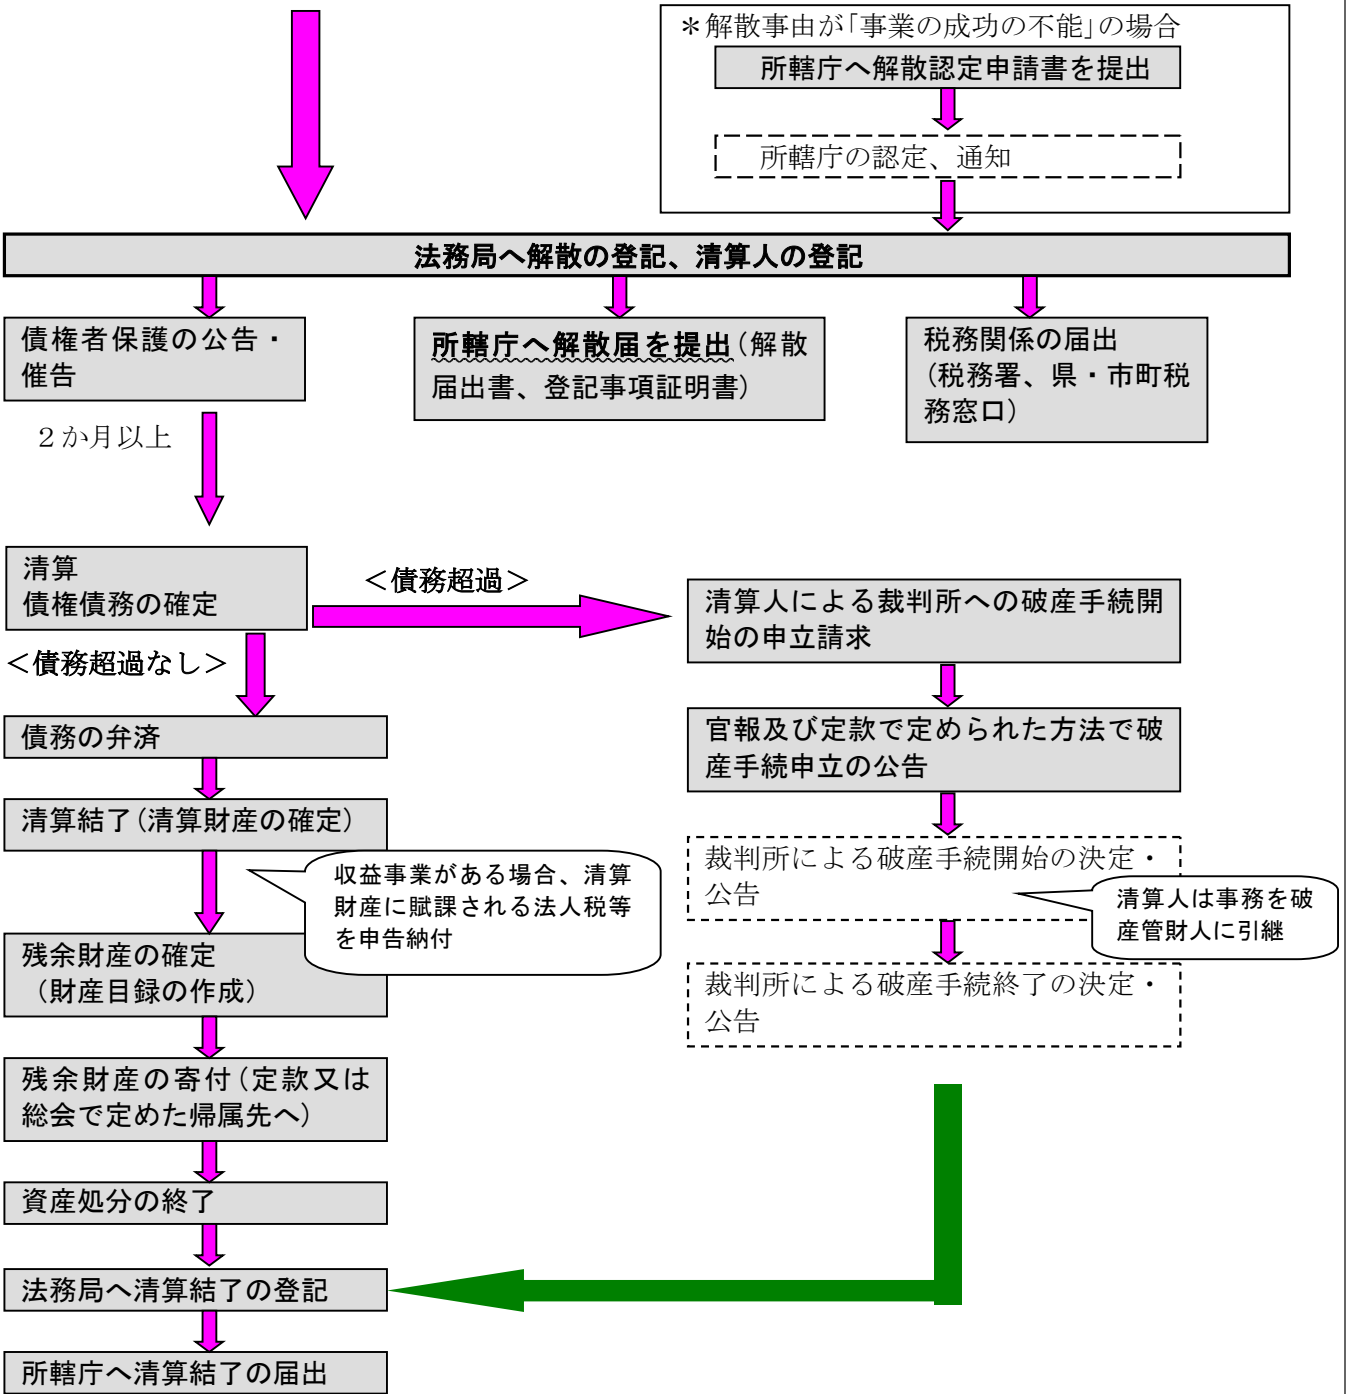 ＊解散事由が「事業の成功の不能」の場合
所轄庁へ解散認定申請書を提出
所轄庁の認定、通知
法務局へ解散の登記、清算人の登記
債権者保護の公告・
催告
所轄庁へ解散届を提出（解散
届出書、登記事項証明書）
税務関係の届出
（税務署、県・市町税
務窓口）
２か月以上
清算
債権債務の確定
＜債務超過＞
＜債務超過なし＞
清算人による裁判所への破産手続開
始の申立請求
債務の弁済
官報及び定款で定められた方法で破
産手続申立の公告
清算結了（清算財産の確定）
収益事業がある場合、清算
財産に賦課される法人税等
を申告納付
裁判所による破産手続開始の決定・
公告
清算人は事務を破
産管財人に引継
残余財産の確定
（財産目録の作成）
裁判所による破産手続終了の決定・
公告
残余財産の寄付（定款又は
総会で定めた帰属先へ）
資産処分の終了
法務局へ清算結了の登記
所轄庁へ清算結了の届出